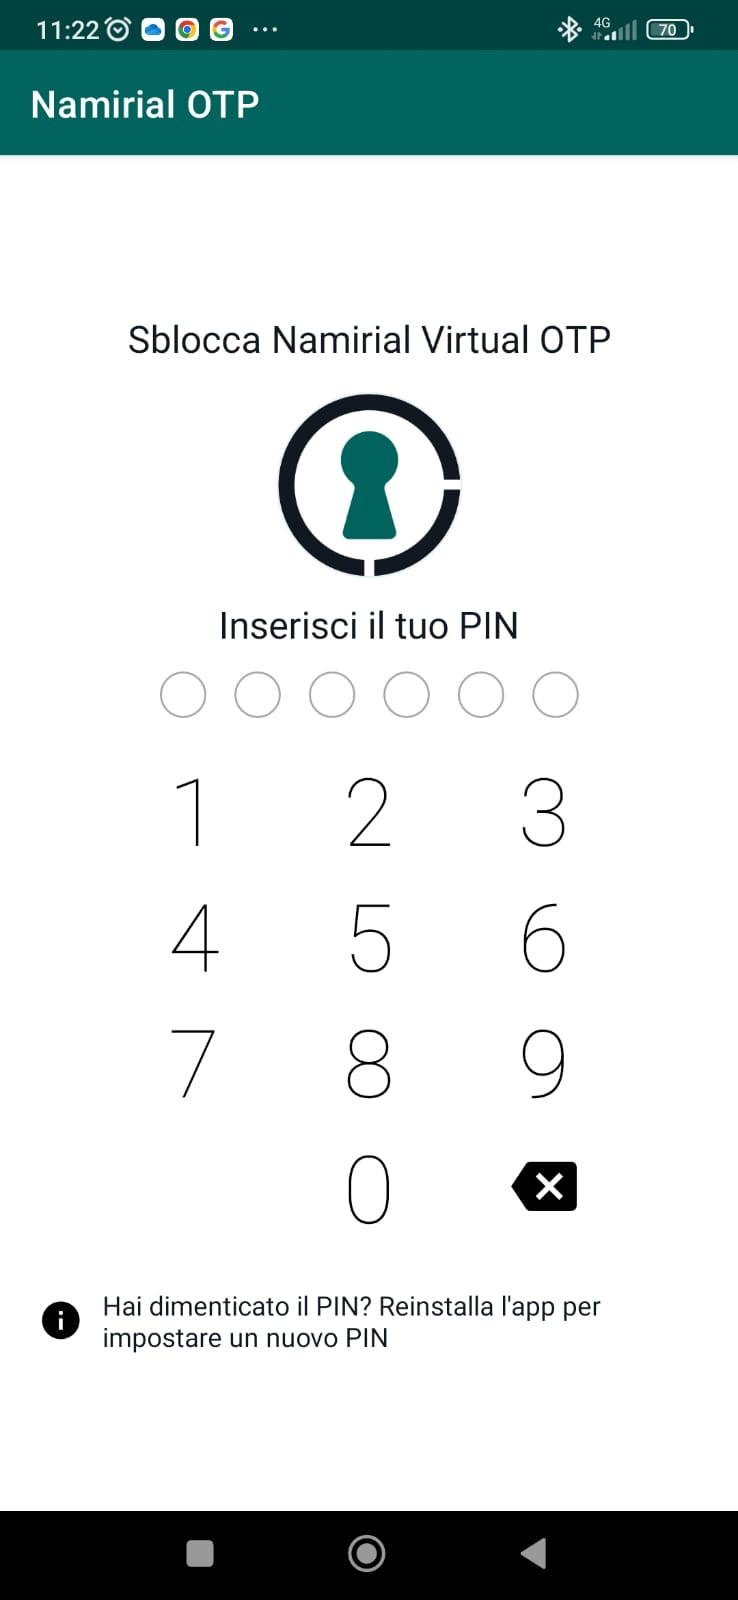 11:22 4G 70
Namirial OTP
Sblocca Namirial Virtual OTP
Inserisci il tuo PIN
1 2 3
4 5 6
7 8 9
0
Hai dimenticato il PIN? Reinstalla l'app per
impostare un nuovo PIN